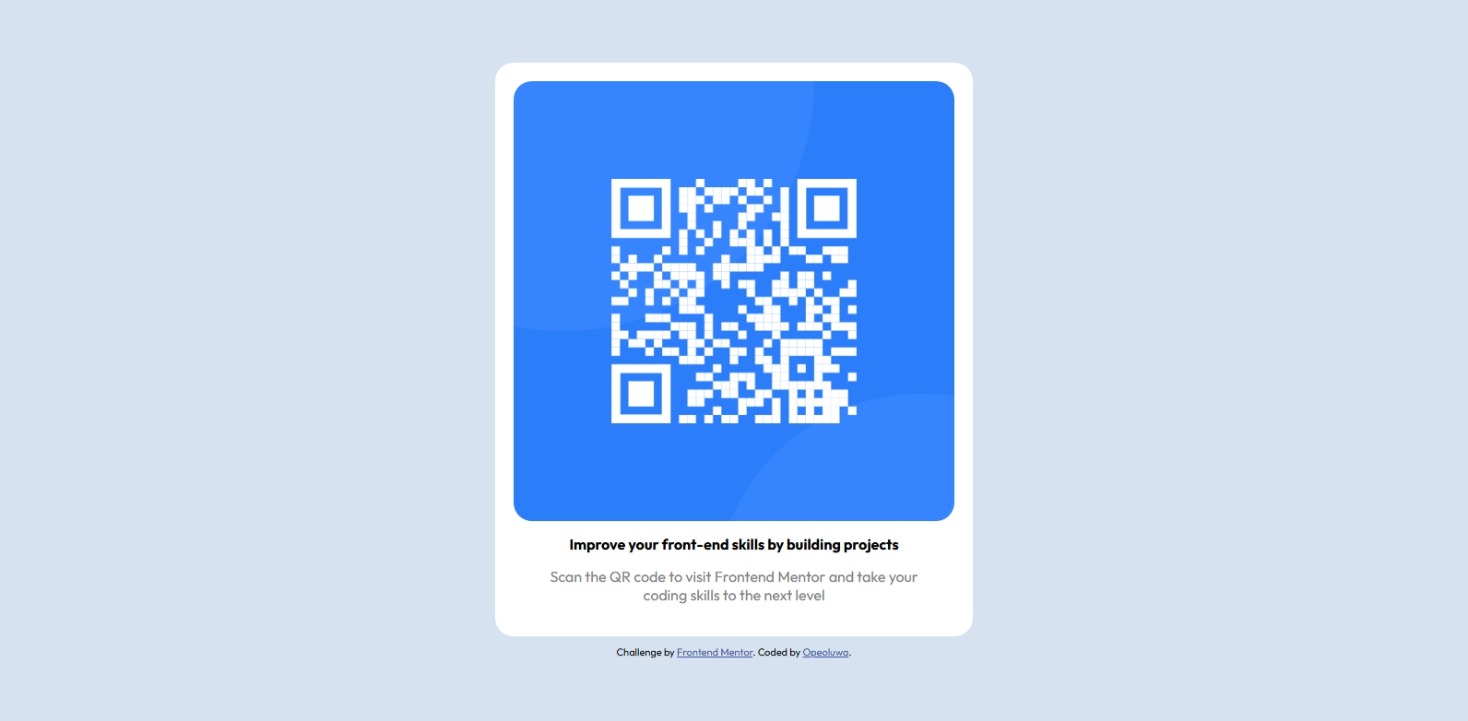 Improve your front-end skills by building projects
Scan the QR code to visit Frontend Mentor and take your
coding skills to the next level
Challenge by Frontend Mentor. Coded by Opeoluwa.